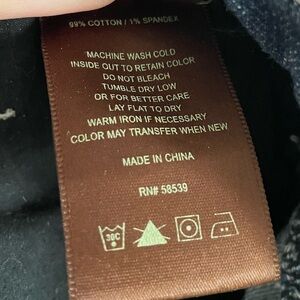 99% COTTON / 1% SPANDEX
MACHINE WASH COLD
INSIDE OUT TO RETAIN COLOR
DO NOT BLEACH
TUMBLE DRY LOW
OR FOR BETTER CARE
LAY FLAT TO DRY
WARM IRON IF NECESSARY
COLOR MAY TRANSFER WHEN NEW
MADE IN CHINA
RN# 58539
30C